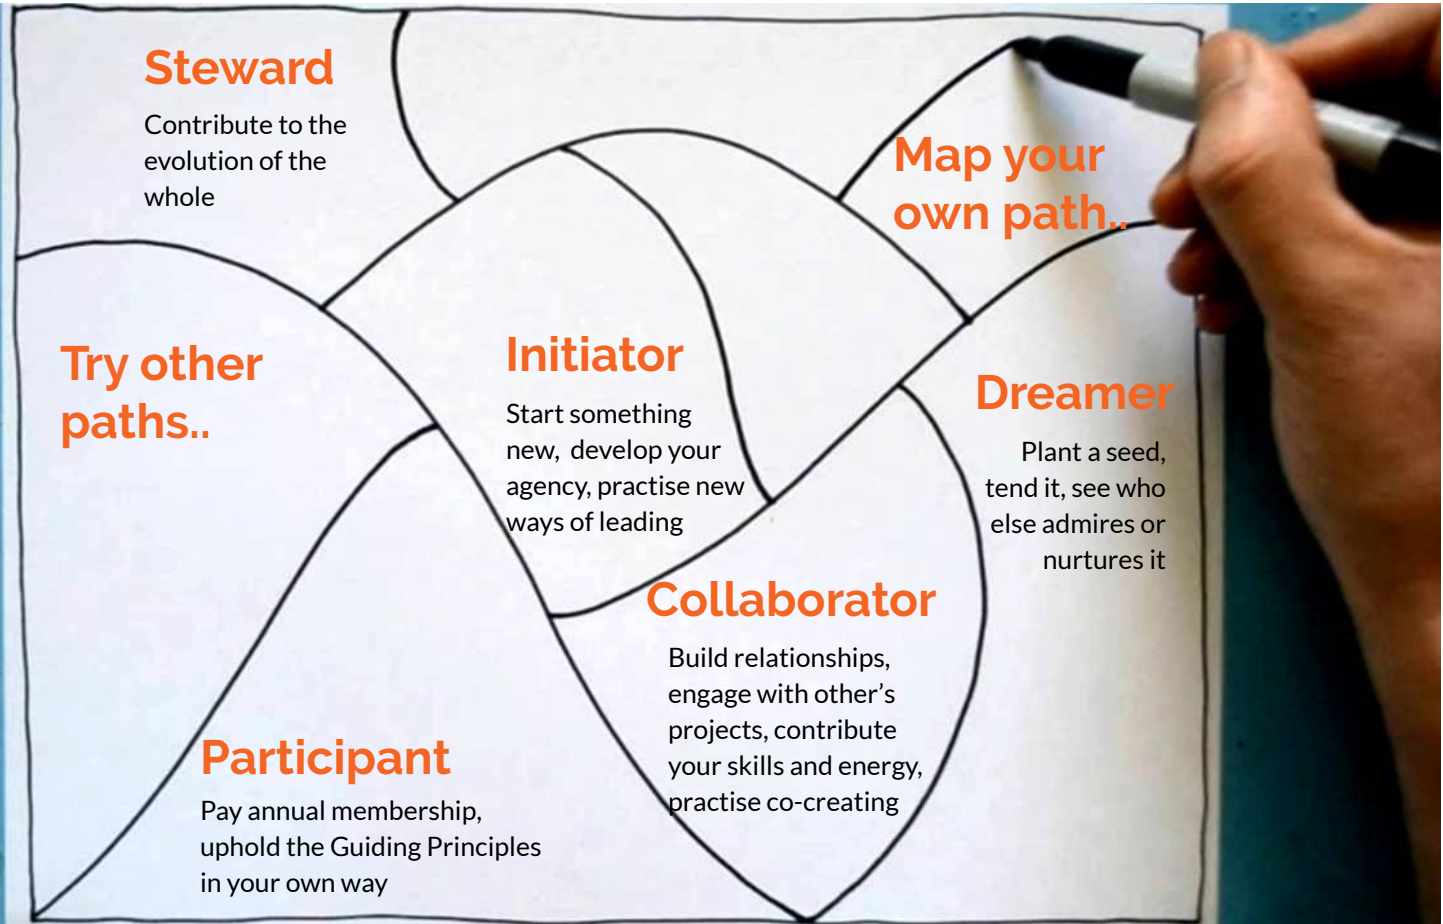 Steward
Contribute to the
evolution of the
whole
Map your
own path..
Try other
paths..
Initiator
Start something
new, develop your
agency, practise new
ways of leading
Dreamer
Plant a seed,
tend it, see who
else admires or
nurtures it
Collaborator
Build relationships,
engage with other’s
projects, contribute
your skills and energy,
practise co-creating
Participant
Pay annual membership,
uphold the Guiding Principles
in your own way